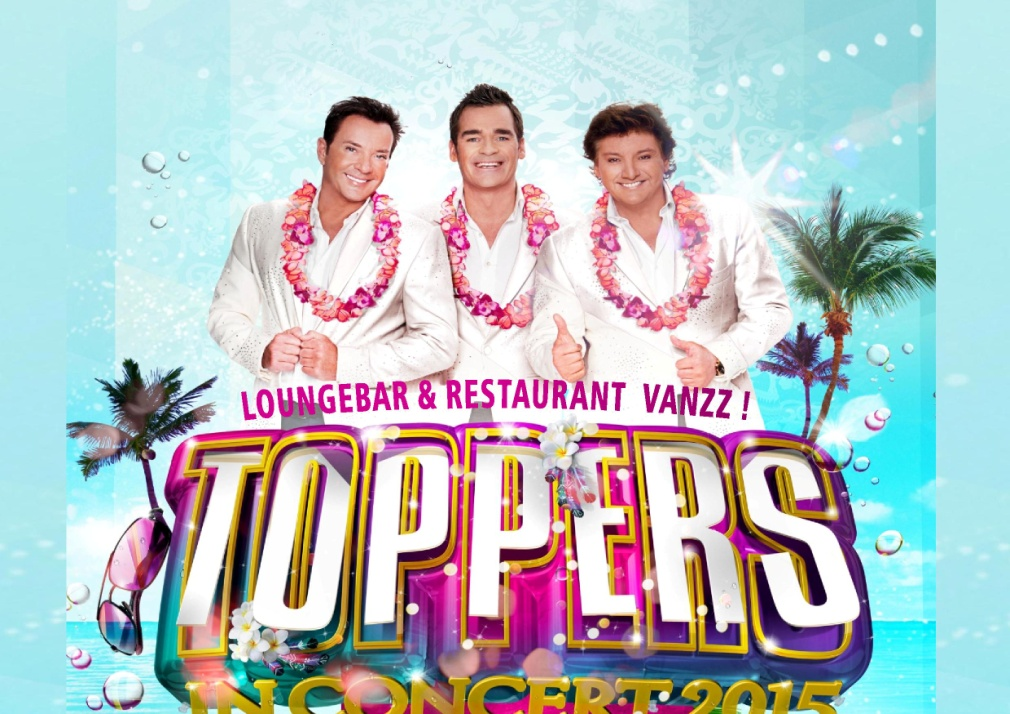 LOUNGEBAR & RESTAURANT VANZZ !
TOPPERS
IN CONCERT 2015